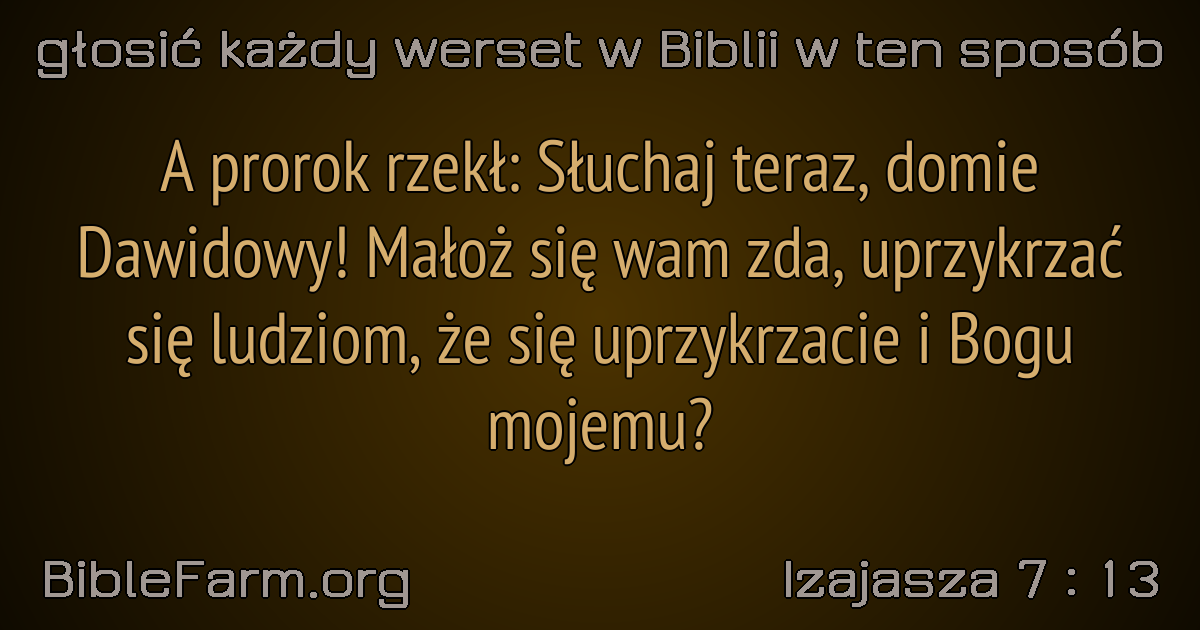 głosić każdy werset w Biblii w ten sposób
A prorok rzekł: Słuchaj teraz, domie
Dawidowy! Małoż się wam zda, uprzykrzać
się ludziom, że się uprzykrzacie i Bogu
mojemu?
BibleFarm.org
Izajasza 7 : 13